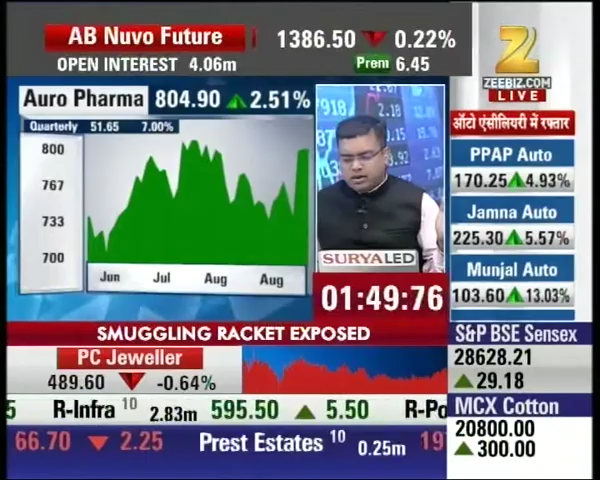 AB Nuvo Future 1386.50 0.22%
OPEN INTEREST 4.06m Prem 6.45
ZEEBIZ.COM
LIVE
Auro Pharma 804.90 2.51%
Quarterly 51.65 7.00%
800
767
733
700
Jun Jul Aug Aug
SURYA LED
01:49:76
ऑटो एंसीलियरी में रफ्तार
PPAP Auto
170.25 4.93%
Jamna Auto
225.30 5.57%
Munjal Auto
103.60 13.03%
SMUGGLING RACKET EXPOSED
PC Jeweller
489.60 -0.64%
S&P BSE Sensex
28628.21
29.18
MCX Cotton
20800.00
300.00
5 R-Infra 10 2.83m 595.50 5.50 R-Po
66.70 2.25 Prest Estates 10 0.25m 19